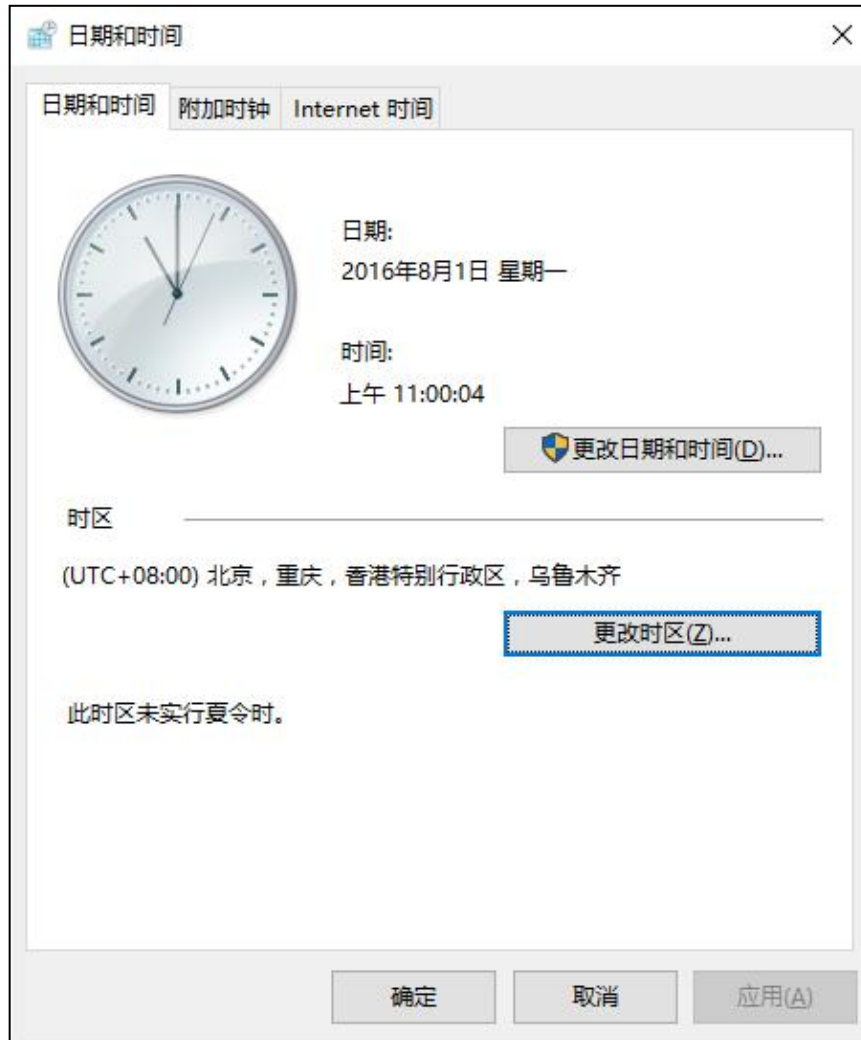 日期和时间
日期和时间 附加时钟 Internet 时间
日期:
2016年8月1日 星期一
时间:
上午 11:00:04
更改日期和时间(D)...
时区
(UTC+08:00) 北京，重庆，香港特别行政区，乌鲁木齐
更改时区(Z)...
此时区未实行夏令时。
确定 取消 应用(A)